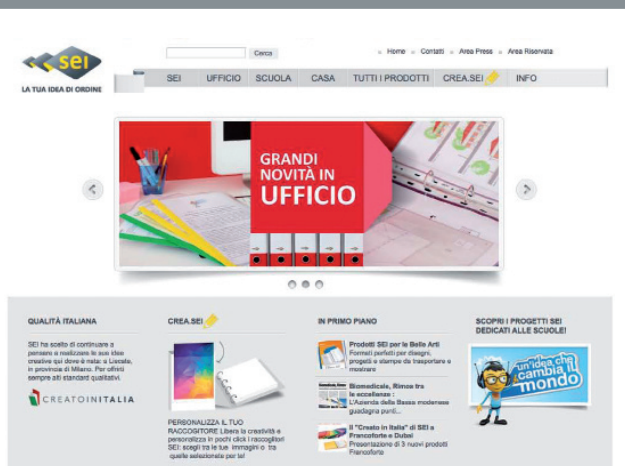 Cerca
Home
Contatti
Area Press
Area Riservata
sei
LA TUA IDEA DI ORDINE
SEI
UFFICIO
SCUOLA
CASA
TUTTI I PRODOTTI
CREA.SEI
INFO
GRANDI
NOVITÀ IN
UFFICIO
QUALITÀ ITALIANA
SEI ha scelto di continuare a
pensare e realizzare le sue idee
creative qui dove è nata: a Liscate,
in provincia di Milano. Per offrirti
sempre alti standard qualitativi.
CREATOINITALIA
CREA.SEI
PERSONALIZZA IL TUO
RACCOGITORE Libera la creatività e
personalizza in pochi click i raccoglitori
SEI: scegli tra le tue immagini o tra
quelle selezionate per te!
IN PRIMO PIANO
Prodotti SEI per le Belle Arti
Formati perfetti per disegni,
progetti e stampe da trasportare e
mostrare
Biomedicale, Rimos tra
le eccellenze :
L'Azienda della Bassa modenese
guadagna punti...
Il "Creato in Italia" di SEI a
Francoforte e Dubai
Presentazione di 3 nuovi prodotti
Francoforte
SCOPRI I PROGETTI SEI
DEDICATI ALLE SCUOLE!
un'idea che
cambia il
mondo